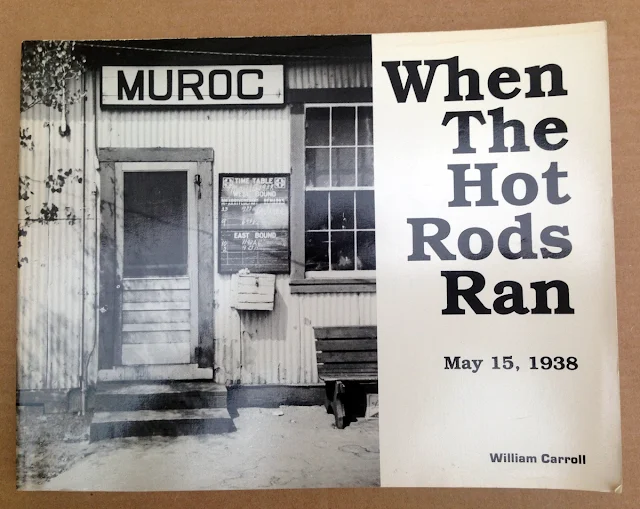 MUROC
When
The
Hot
Rods
Ran
TIME-TABLE
WEST BOUND
EAST BOUND
May 15, 1938
William Carroll